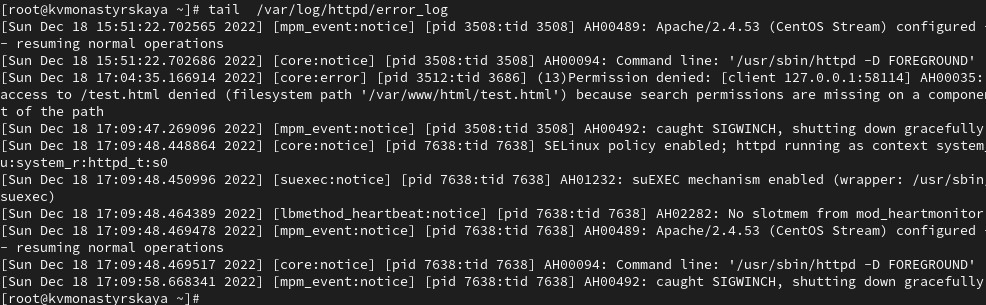 [root@kvmonastyrskaya ~]# tail  /var/log/httpd/error_log
[Sun Dec 18 15:51:22.702565 2022] [mpm_event:notice] [pid 3508:tid 3508] AH00489: Apache/2.4.53 (CentOS Stream) configured -
- resuming normal operations
[Sun Dec 18 15:51:22.702686 2022] [core:notice] [pid 3508:tid 3508] AH00094: Command line: '/usr/sbin/httpd -D FOREGROUND'
[Sun Dec 18 17:04:35.166914 2022] [core:error] [pid 3512:tid 3686] (13)Permission denied: [client 127.0.0.1:58114] AH00035:
access to /test.html denied (filesystem path '/var/www/html/test.html') because search permissions are missing on a componen
t of the path
[Sun Dec 18 17:09:47.269096 2022] [mpm_event:notice] [pid 3508:tid 3508] AH00492: caught SIGWINCH, shutting down gracefully
[Sun Dec 18 17:09:48.448864 2022] [core:notice] [pid 7638:tid 7638] SELinux policy enabled; httpd running as context system_
u:system_r:httpd_t:s0
[Sun Dec 18 17:09:48.450996 2022] [suexec:notice] [pid 7638:tid 7638] AH01232: suEXEC mechanism enabled (wrapper: /usr/sbin/
suexec)
[Sun Dec 18 17:09:48.464389 2022] [lbmethod_heartbeat:notice] [pid 7638:tid 7638] AH02282: No slotmem from mod_heartmonitor
[Sun Dec 18 17:09:48.469478 2022] [mpm_event:notice] [pid 7638:tid 7638] AH00489: Apache/2.4.53 (CentOS Stream) configured -
- resuming normal operations
[Sun Dec 18 17:09:48.469517 2022] [core:notice] [pid 7638:tid 7638] AH00094: Command line: '/usr/sbin/httpd -D FOREGROUND'
[Sun Dec 18 17:09:58.668341 2022] [mpm_event:notice] [pid 7638:tid 7638] AH00492: caught SIGWINCH, shutting down gracefully
[root@kvmonastyrskaya ~]#